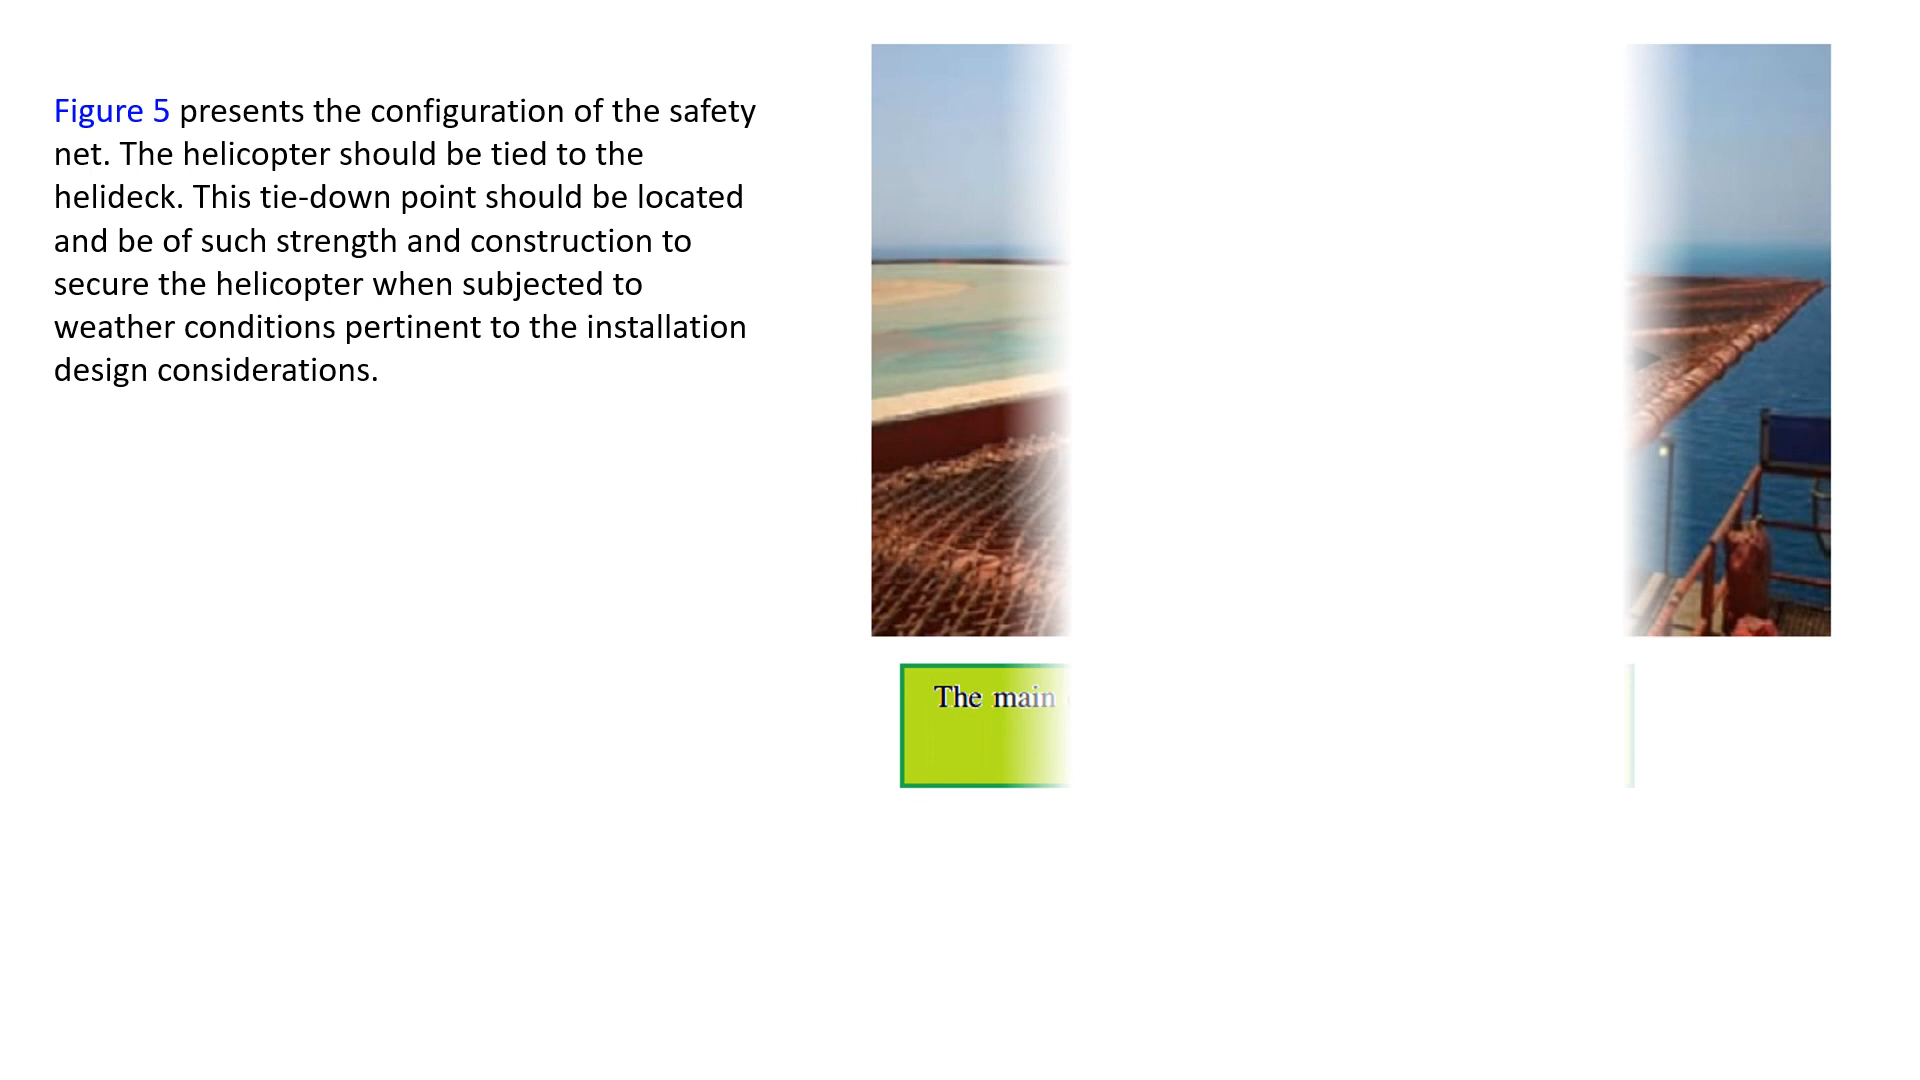 Figure 5 presents the configuration of the safety
net. The helicopter should be tied to the
helideck. This tie-down point should be located
and be of such strength and construction to
secure the helicopter when subjected to
weather conditions pertinent to the installation
design considerations.
The main